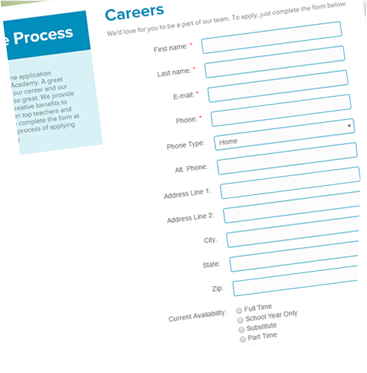 e Process
ne application
Academy. A great
our center and our
so great. We provide
reative benefits to
in top teachers and
complete the form at
process of applying
y.
Careers
We'd love for you to be a part of our team. To apply, just complete the form below.
First name: *
Last name: *
E-mail: *
Phone: *
Phone Type: Home
Alt. Phone:
Address Line 1:
Address Line 2:
City:
State:
Zip:
Current Availability: Full Time
School Year Only
Substitute
Part Time